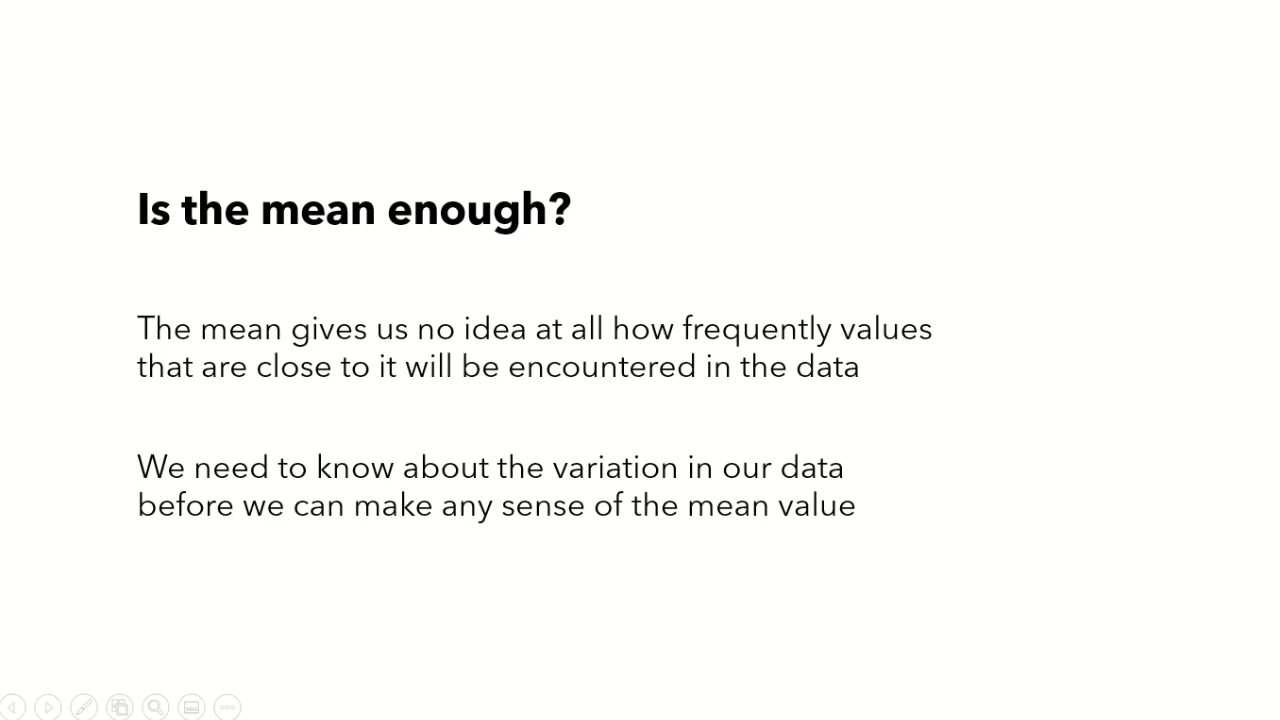 Is the mean enough?
The mean gives us no idea at all how frequently values
that are close to it will be encountered in the data
We need to know about the variation in our data
before we can make any sense of the mean value